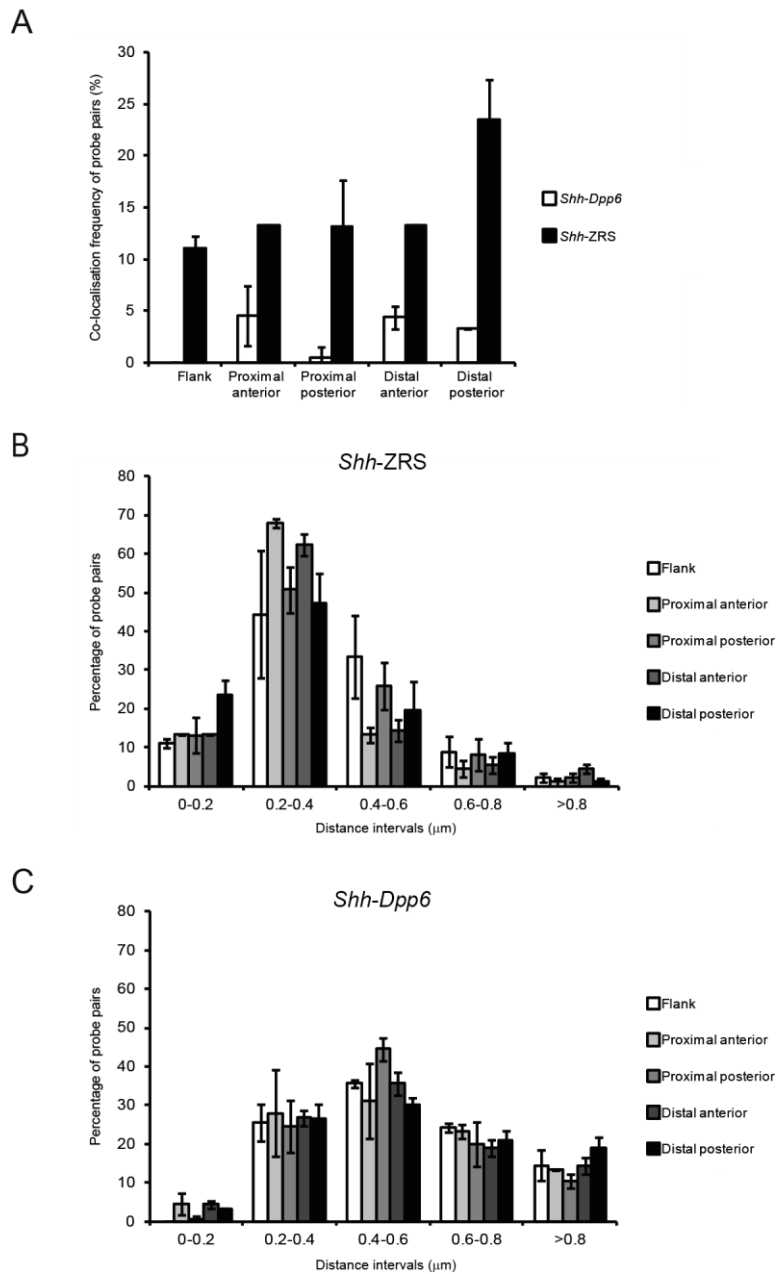 A
Co-localisation frequency of probe pairs (%)
30
25
20
15
10
5
0
Flank
Proximal anterior
Proximal posterior
Distal anterior
Distal posterior
Shh-Dpp6
Shh-ZRS
B
Shh-ZRS
Percentage of probe pairs
80
70
60
50
40
30
20
10
0
0-0.2
0.2-0.4
0.4-0.6
0.6-0.8
>0.8
Distance intervals (μm)
Flank
Proximal anterior
Proximal posterior
Distal anterior
Distal posterior
C
Shh-Dpp6
Percentage of probe pairs
80
70
60
50
40
30
20
10
0
0-0.2
0.2-0.4
0.4-0.6
0.6-0.8
>0.8
Distance intervals (μm)
Flank
Proximal anterior
Proximal posterior
Distal anterior
Distal posterior